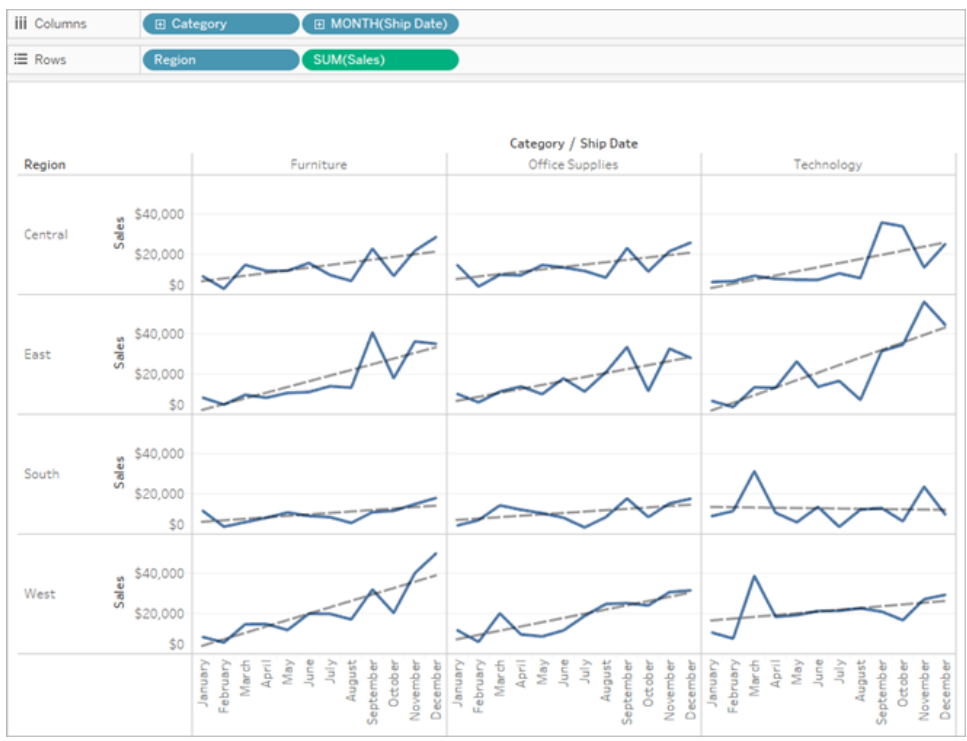 Columns Category MONTH(Ship Date)
Rows Region SUM(Sales)
Category / Ship Date
Region Furniture Office Supplies Technology
Central Sales $40,000
$20,000
$0
East Sales $40,000
$20,000
$0
South Sales $40,000
$20,000
$0
West Sales $40,000
$20,000
$0
January February March April May June July August September October November December January February March April May June July August September October November December January February March April May June July August September October November December